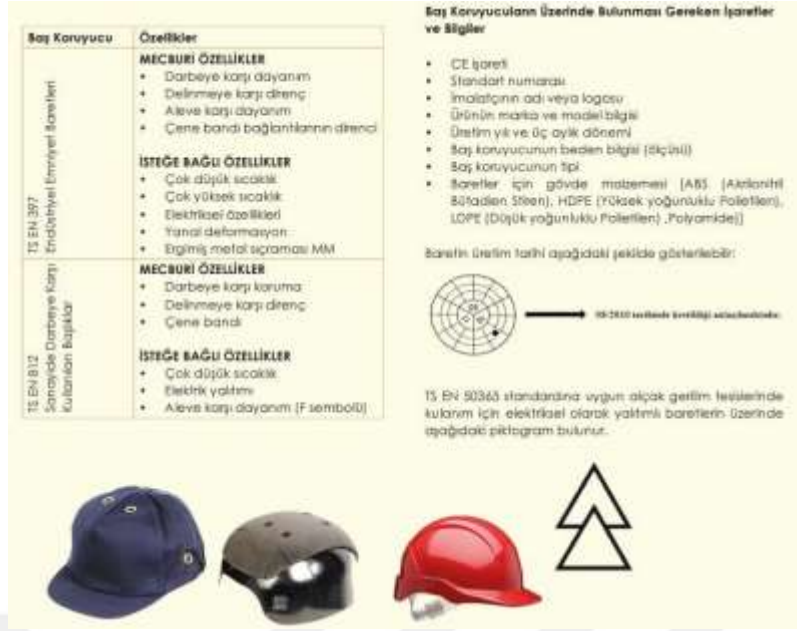 Baş Koruyucu Özellikler
TS EN 397
Endüstriyel Emniyet Baretleri
MECBURİ ÖZELLİKLER
• Darbeye karşı dayanım
• Delinmeye karşı direnç
• Aleve karşı dayanım
• Çene bandı bağlantılarının direnci
İSTEĞE BAĞLI ÖZELLİKLER
• Çok düşük sıcaklık
• Çok yüksek sıcaklık
• Elektriksel özellikleri
• Yanal deformasyon
• Ergimiş metal sıçraması MM
TS EN 812
Sanayide Darbeye Karşı
Kullanılan Başlıklar
MECBURİ ÖZELLİKLER
• Darbeye karşı koruma
• Delinmeye karşı direnç
• Çene bandı
İSTEĞE BAĞLI ÖZELLİKLER
• Çok düşük sıcaklık
• Elektrik yalıtımı
• Aleve karşı dayanım (F sembolü)
Baş Koruyucuların Üzerinde Bulunması Gereken İşaretler
ve Bilgiler
• CE işareti
• Standart numarası
• İmalatçının adı veya logosu
• Ürünün marka ve model bilgisi
• Üretim yılı ve üç aylık dönemi
• Baş koruyucunun beden bilgisi (ölçüsü)
• Baş koruyucunun tipi
• Baretler için gövde malzemesi [ABS (Akrilonitril
Bütadien Stiren), HDPE (Yüksek yoğunluklu Polietilen),
LDPE (Düşük yoğunluklu Polietilen) ,Polyamide)]
Baretin üretim tarihi aşağıdaki şekilde gösterilebilir:
tarihinde üretildiği anlaşılmaktadır.
TS EN 50365 standardına uygun alçak gerilim tesislerinde
kullanım için elektriksel olarak yalıtımlı baretlerin üzerinde
aşağıdaki piktogram bulunur.